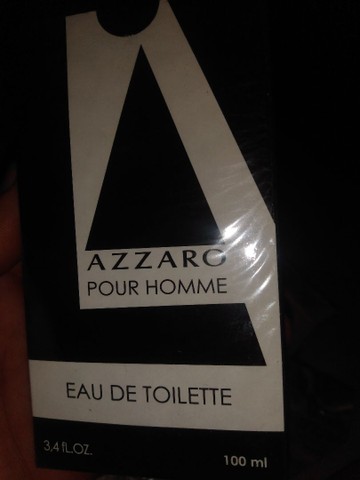 AZZARO
POUR HOMME
EAU DE TOILETTE
3,4 fL.OZ.
100 ml